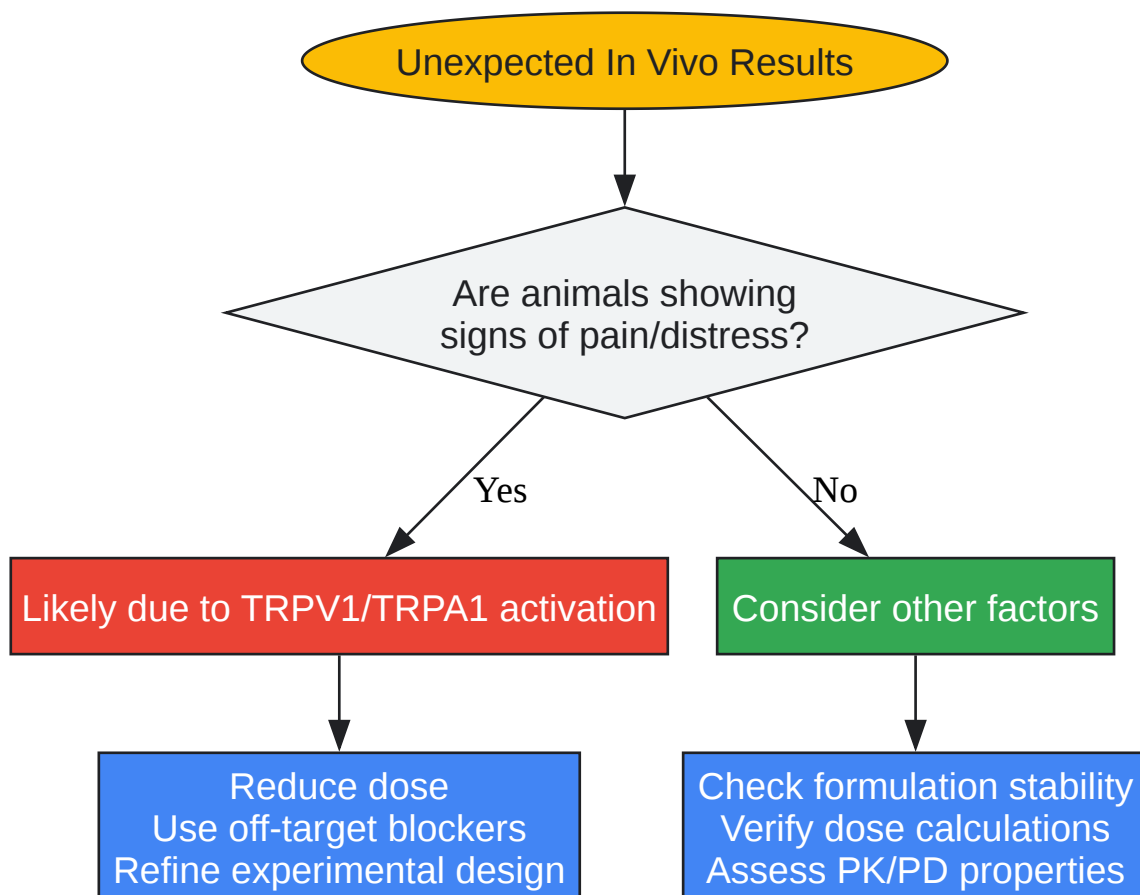 Unexpected In Vivo Results
Are animals showing
signs of pain/distress?
Yes
No
Likely due to TRPV1/TRPA1 activation
Consider other factors
Reduce dose
Use off-target blockers
Refine experimental design
Check formulation stability
Verify dose calculations
Assess PK/PD properties